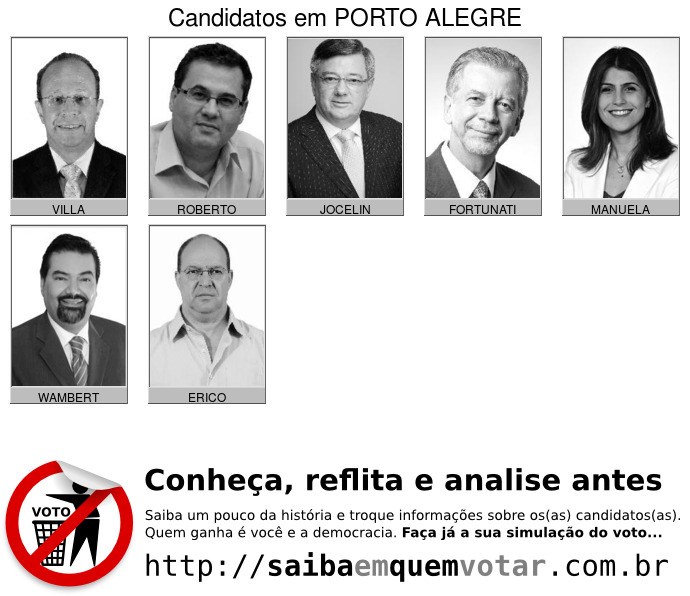 Candidatos em PORTO ALEGRE
VILLA ROBERTO JOCELIN FORTUNATI MANUELA
WAMBERT ERICO
VOTO
Conheça, reflita e analise antes
Saiba um pouco da história e troque informações sobre os(as) candidatos(as).
Quem ganha é você e a democracia. Faça já a sua simulação do voto...
http://saibaemquemvotar.com.br